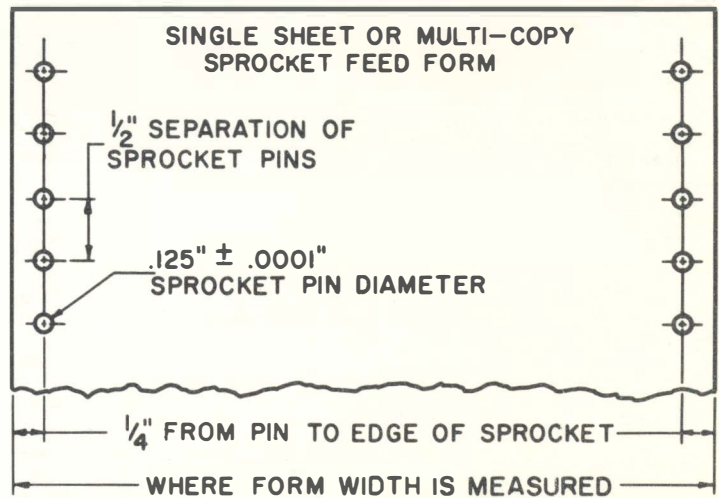 SINGLE SHEET OR MULTI-COPY
SPROCKET FEED FORM
1/2" SEPARATION OF
SPROCKET PINS
.125" ± .0001"
SPROCKET PIN DIAMETER
1/4" FROM PIN TO EDGE OF SPROCKET
WHERE FORM WIDTH IS MEASURED